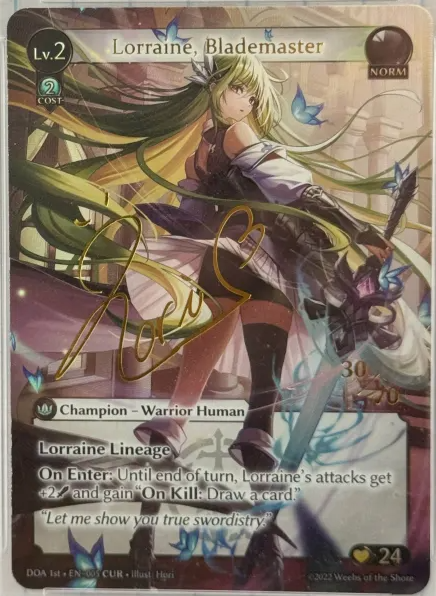 Lv.2
Lorraine, Blademaster
NORM
2
COST
Hori
30
Champion – Warrior Human
Lorraine Lineage
On Enter: Until end of turn, Lorraine's attacks get
+2 and gain "On Kill: Draw a card."
"Let me show you true swordistry."
24
DOA 1st • EN-005 CUR • Illust. Hori
©2022 Weebs of the Shore